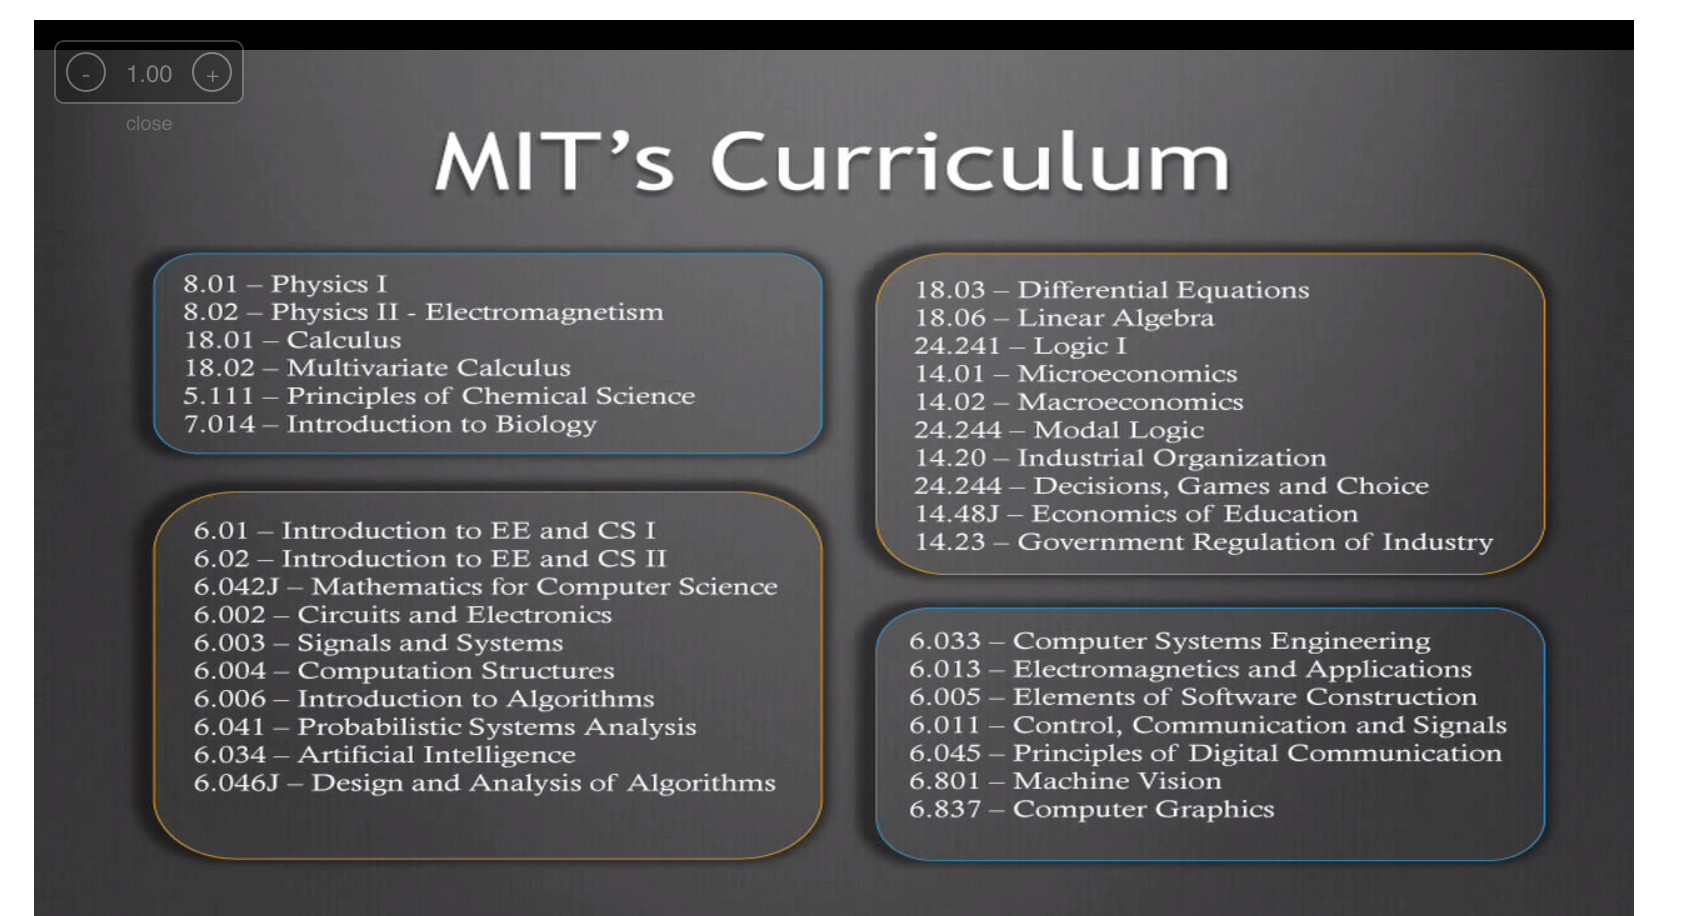 - 1.00 +
close
MIT's Curriculum
8.01 – Physics I
8.02 – Physics II - Electromagnetism
18.01 – Calculus
18.02 – Multivariate Calculus
5.111 – Principles of Chemical Science
7.014 – Introduction to Biology
6.01 – Introduction to EE and CS I
6.02 – Introduction to EE and CS II
6.042J – Mathematics for Computer Science
6.002 – Circuits and Electronics
6.003 – Signals and Systems
6.004 – Computation Structures
6.006 – Introduction to Algorithms
6.041 – Probabilistic Systems Analysis
6.034 – Artificial Intelligence
6.046J – Design and Analysis of Algorithms
18.03 – Differential Equations
18.06 – Linear Algebra
24.241 – Logic I
14.01 – Microeconomics
14.02 – Macroeconomics
24.244 – Modal Logic
14.20 – Industrial Organization
24.244 – Decisions, Games and Choice
14.48J – Economics of Education
14.23 – Government Regulation of Industry
6.033 – Computer Systems Engineering
6.013 – Electromagnetics and Applications
6.005 – Elements of Software Construction
6.011 – Control, Communication and Signals
6.045 – Principles of Digital Communication
6.801 – Machine Vision
6.837 – Computer Graphics